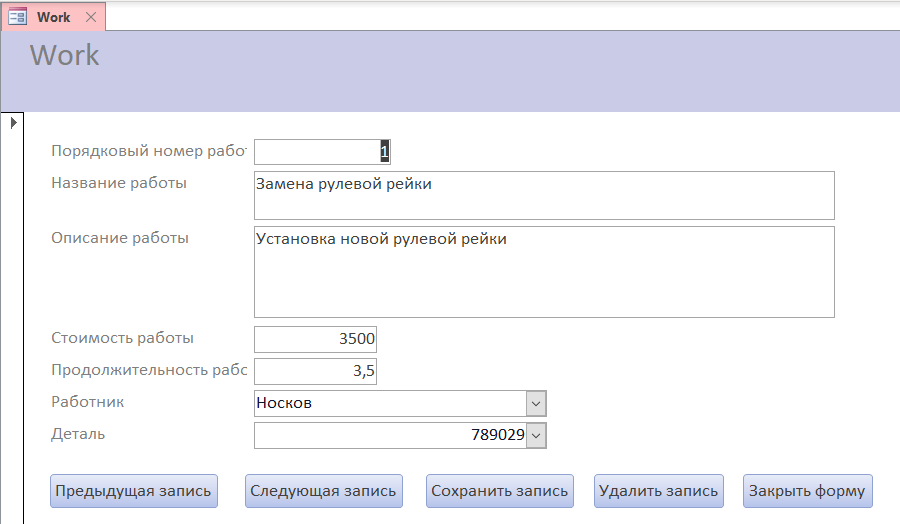 Work
Work
Порядковый номер работ 1
Название работы Замена рулевой рейки
Описание работы Установка новой рулевой рейки
Стоимость работы 3500
Продолжительность рабо 3,5
Работник Носков
Деталь 789029
Предыдущая запись Следующая запись Сохранить запись Удалить запись Закрыть форму